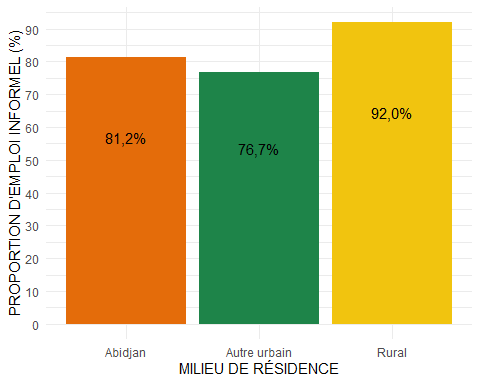 PROPORTION D'EMPLOI INFORMEL (%)
90
80
70
60
50
40
30
20
10
0
81,2%
76,7%
92,0%
Abidjan
Autre urbain
Rural
MILIEU DE RÉSIDENCE